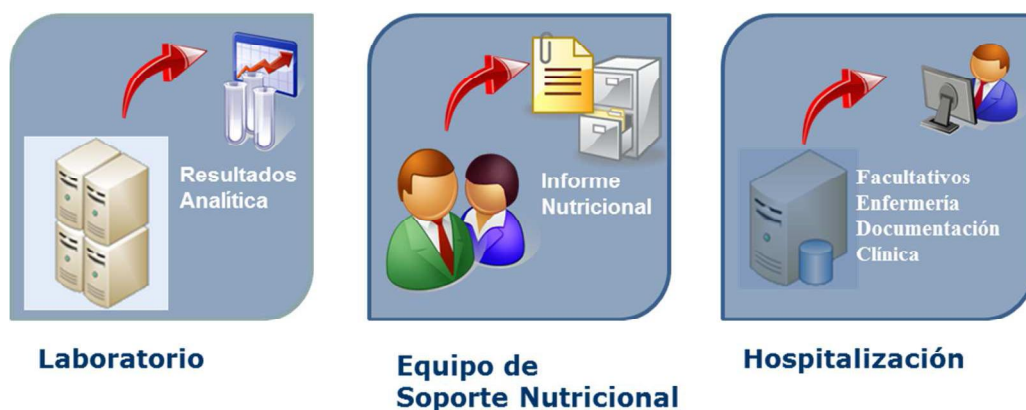 Resultados
Analítica
Informe
Nutricional
Facultativos
Enfermería
Documentación
Clínica
Laboratorio
Equipo de
Soporte Nutricional
Hospitalización